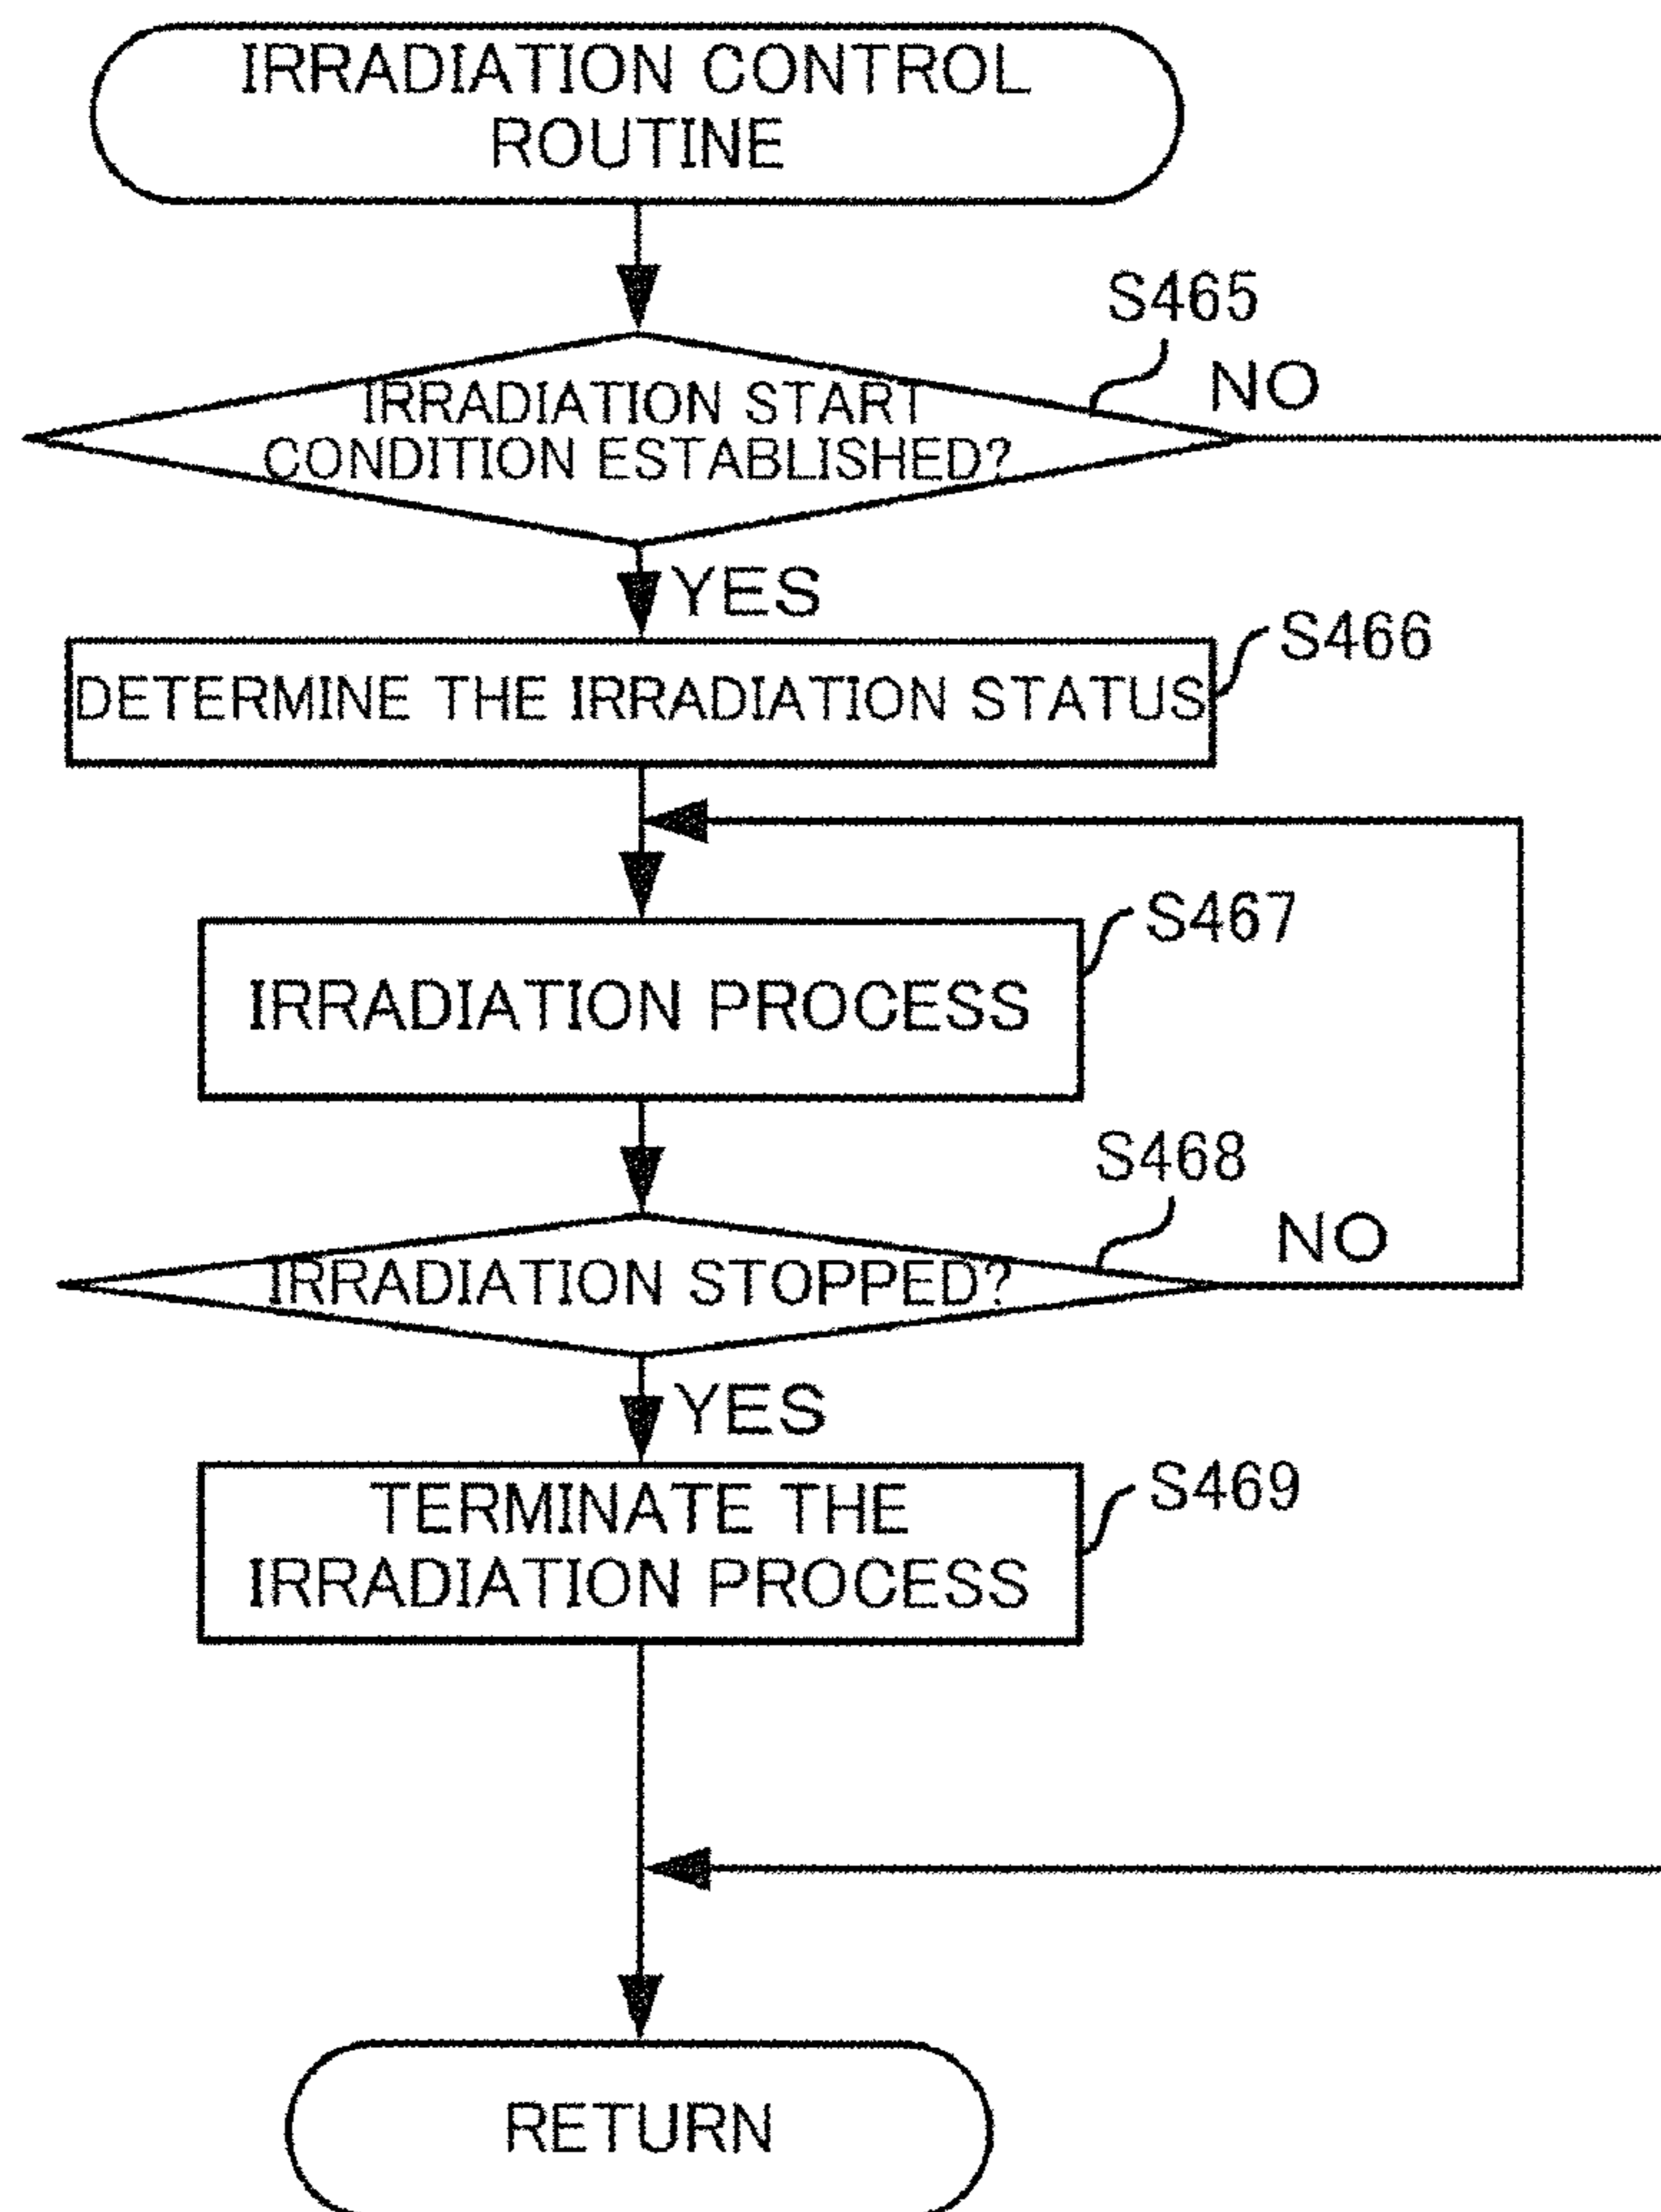 IRRADIATION CONTROL
ROUTINE
S465
NO
IRRADIATION START
CONDITION ESTABLISHED?
YES
S466
DETERMINE THE IRRADIATION STATUS
S467
IRRADIATION PROCESS
S468
NO
IRRADIATION STOPPED?
YES
S469
TERMINATE THE
IRRADIATION PROCESS
RETURN